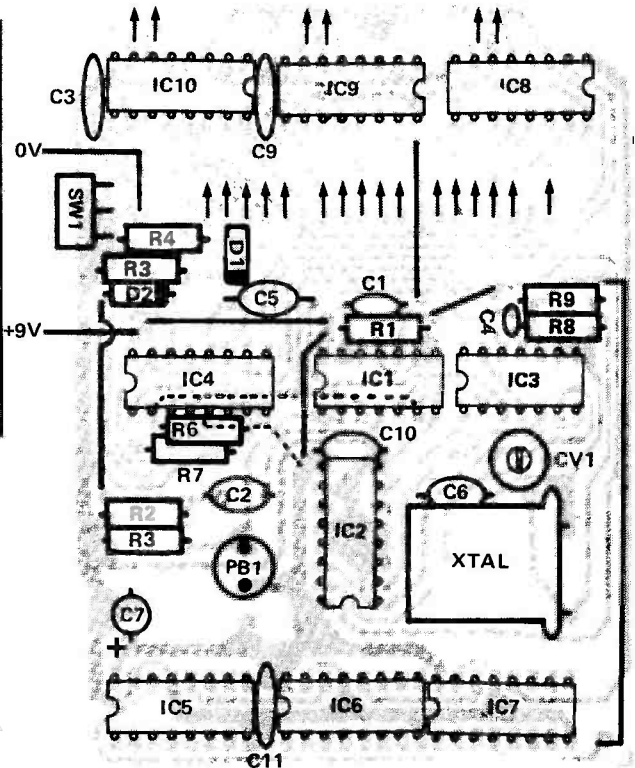 IC10
IC9
IC8
C3
C9
0V
SW1
R4
D1
R3
D2
C5
C1
R9
C4
R8
R1
+9V
IC4
IC1
IC3
R6
C10
R7
CV1
C2
C6
R2
R3
IC2
PB1
XTAL
C7
+
IC5
IC6
IC7
C11